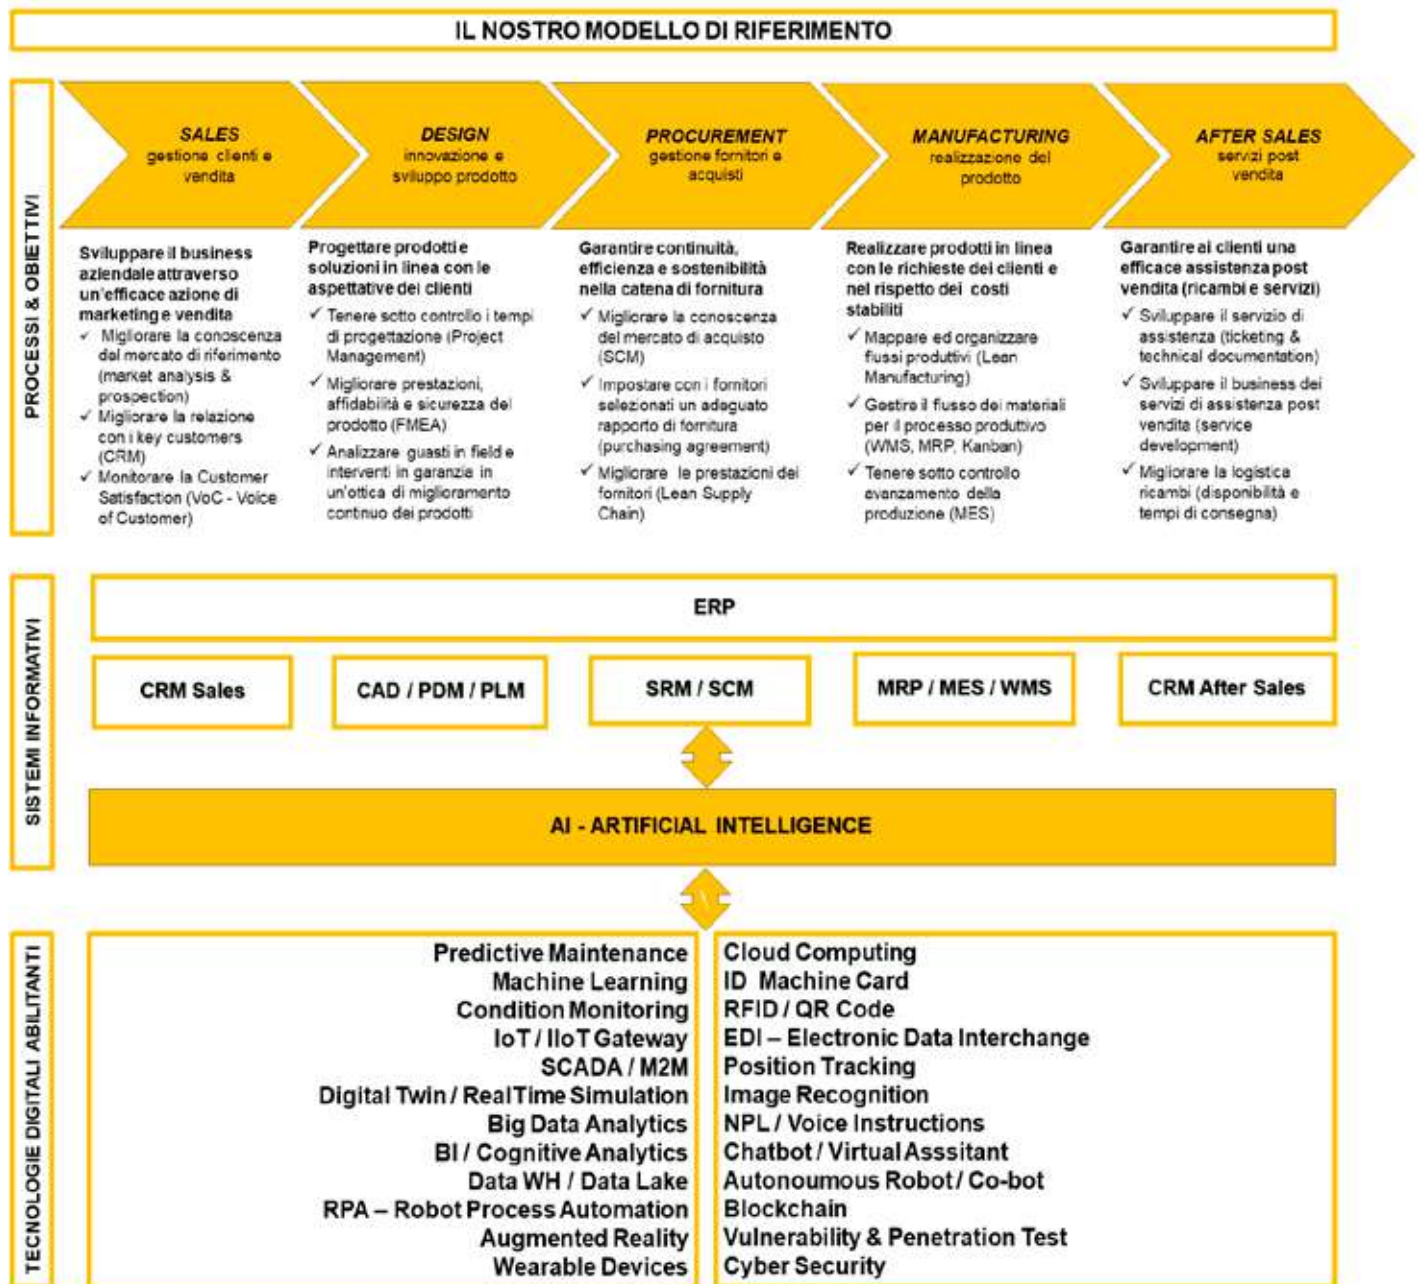 IL NOSTRO MODELLO DI RIFERIMENTO
PROCESSI & OBIETTIVI
SALES
gestione clienti e
vendita
DESIGN
innovazione e
sviluppo prodotto
PROCUREMENT
gestione fornitori e
acquisti
MANUFACTURING
realizzazione del
prodotto
AFTER SALES
servizi post
vendita
Sviluppare il business
aziendale attraverso
un'efficace azione di
marketing e vendita
✓ Migliorare la conoscenza
del mercato di riferimento
(market analysis &
prospection)
✓ Migliorare la relazione
con i key customers
(CRM)
✓ Monitorare la Customer
Satisfaction (VoC - Voice
of Customer)
Progettare prodotti e
soluzioni in linea con le
aspettative dei clienti
✓ Tenere sotto controllo i tempi
di progettazione (Project
Management)
✓ Migliorare prestazioni,
affidabilità e sicurezza del
prodotto (FMEA)
✓ Analizzare guasti in field e
interventi in garanzia in
un'ottica di miglioramento
continuo dei prodotti
Garantire continuità,
efficienza e sostenibilità
nella catena di fornitura
✓ Migliorare la conoscenza
del mercato di acquisto
(SCM)
✓ Impostare con i fornitori
selezionati un adeguato
rapporto di fornitura
(purchasing agreement)
✓ Migliorare le prestazioni dei
fornitori (Lean Supply
Chain)
Realizzare prodotti in linea
con le richieste dei clienti e
nel rispetto dei costi
stabiliti
✓ Mappare ed organizzare
flussi produttivi (Lean
Manufacturing)
✓ Gestire il flusso dei materiali
per il processo produttivo
(WMS, MRP, Kanban)
✓ Tenere sotto controllo
avanzamento della
produzione (MES)
Garantire ai clienti una
efficace assistenza post
vendita (ricambi e servizi)
✓ Sviluppare il servizio di
assistenza (ticketing &
technical documentation)
✓ Sviluppare il business dei
servizi di assistenza post
vendita (service
development)
✓ Migliorare la logistica
ricambi (disponibilità e
tempi di consegna)
SISTEMI INFORMATIVI
ERP
CRM Sales
CAD / PDM / PLM
SRM / SCM
MRP / MES / WMS
CRM After Sales
AI - ARTIFICIAL INTELLIGENCE
TECNOLOGIE DIGITALI ABILITANTI
Predictive Maintenance
Machine Learning
Condition Monitoring
IoT / IIoT Gateway
SCADA / M2M
Digital Twin / RealTime Simulation
Big Data Analytics
BI / Cognitive Analytics
Data WH / Data Lake
RPA – Robot Process Automation
Augmented Reality
Wearable Devices
Cloud Computing
ID Machine Card
RFID / QR Code
EDI – Electronic Data Interchange
Position Tracking
Image Recognition
NPL / Voice Instructions
Chatbot / Virtual Asssitant
Autonoumous Robot / Co-bot
Blockchain
Vulnerability & Penetration Test
Cyber Security